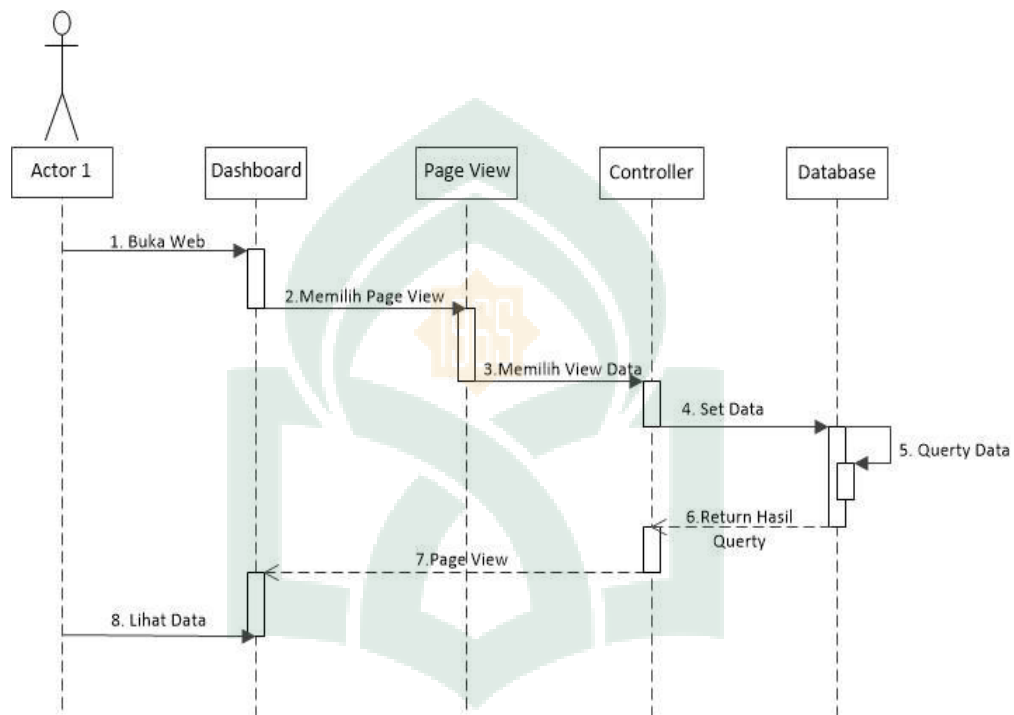 Actor 1
Dashboard
Page View
Controller
Database
1. Buka Web
2.Memilih Page View
3.Memilih View Data
4. Set Data
5. Querty Data
6.Return Hasil
Querty
7.Page View
8. Lihat Data